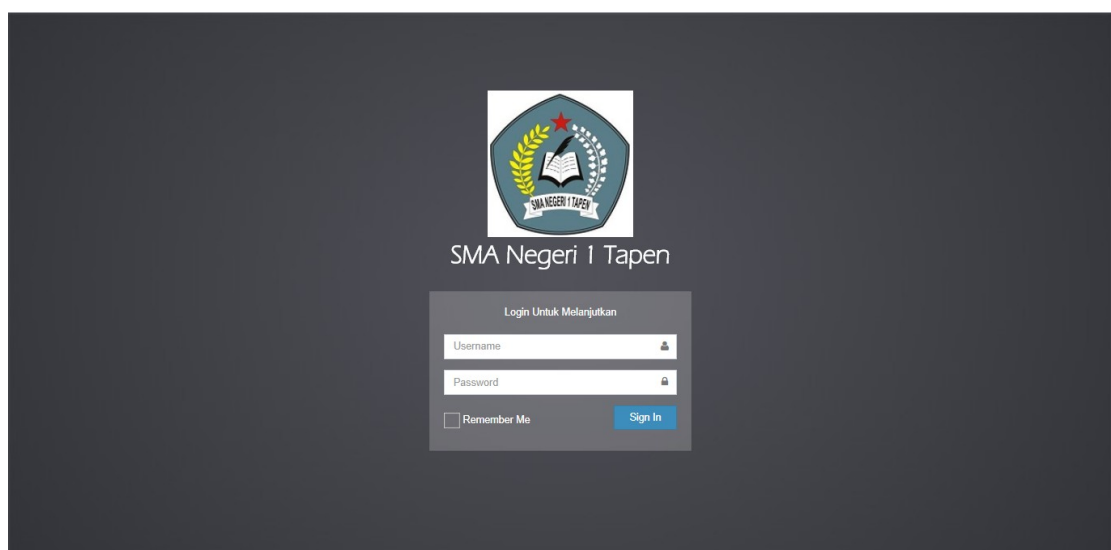 SMA NEGERI 1 TAPEN
SMA Negeri 1 Tapen
Login Untuk Melanjutkan
Username
Password
Remember Me
Sign In